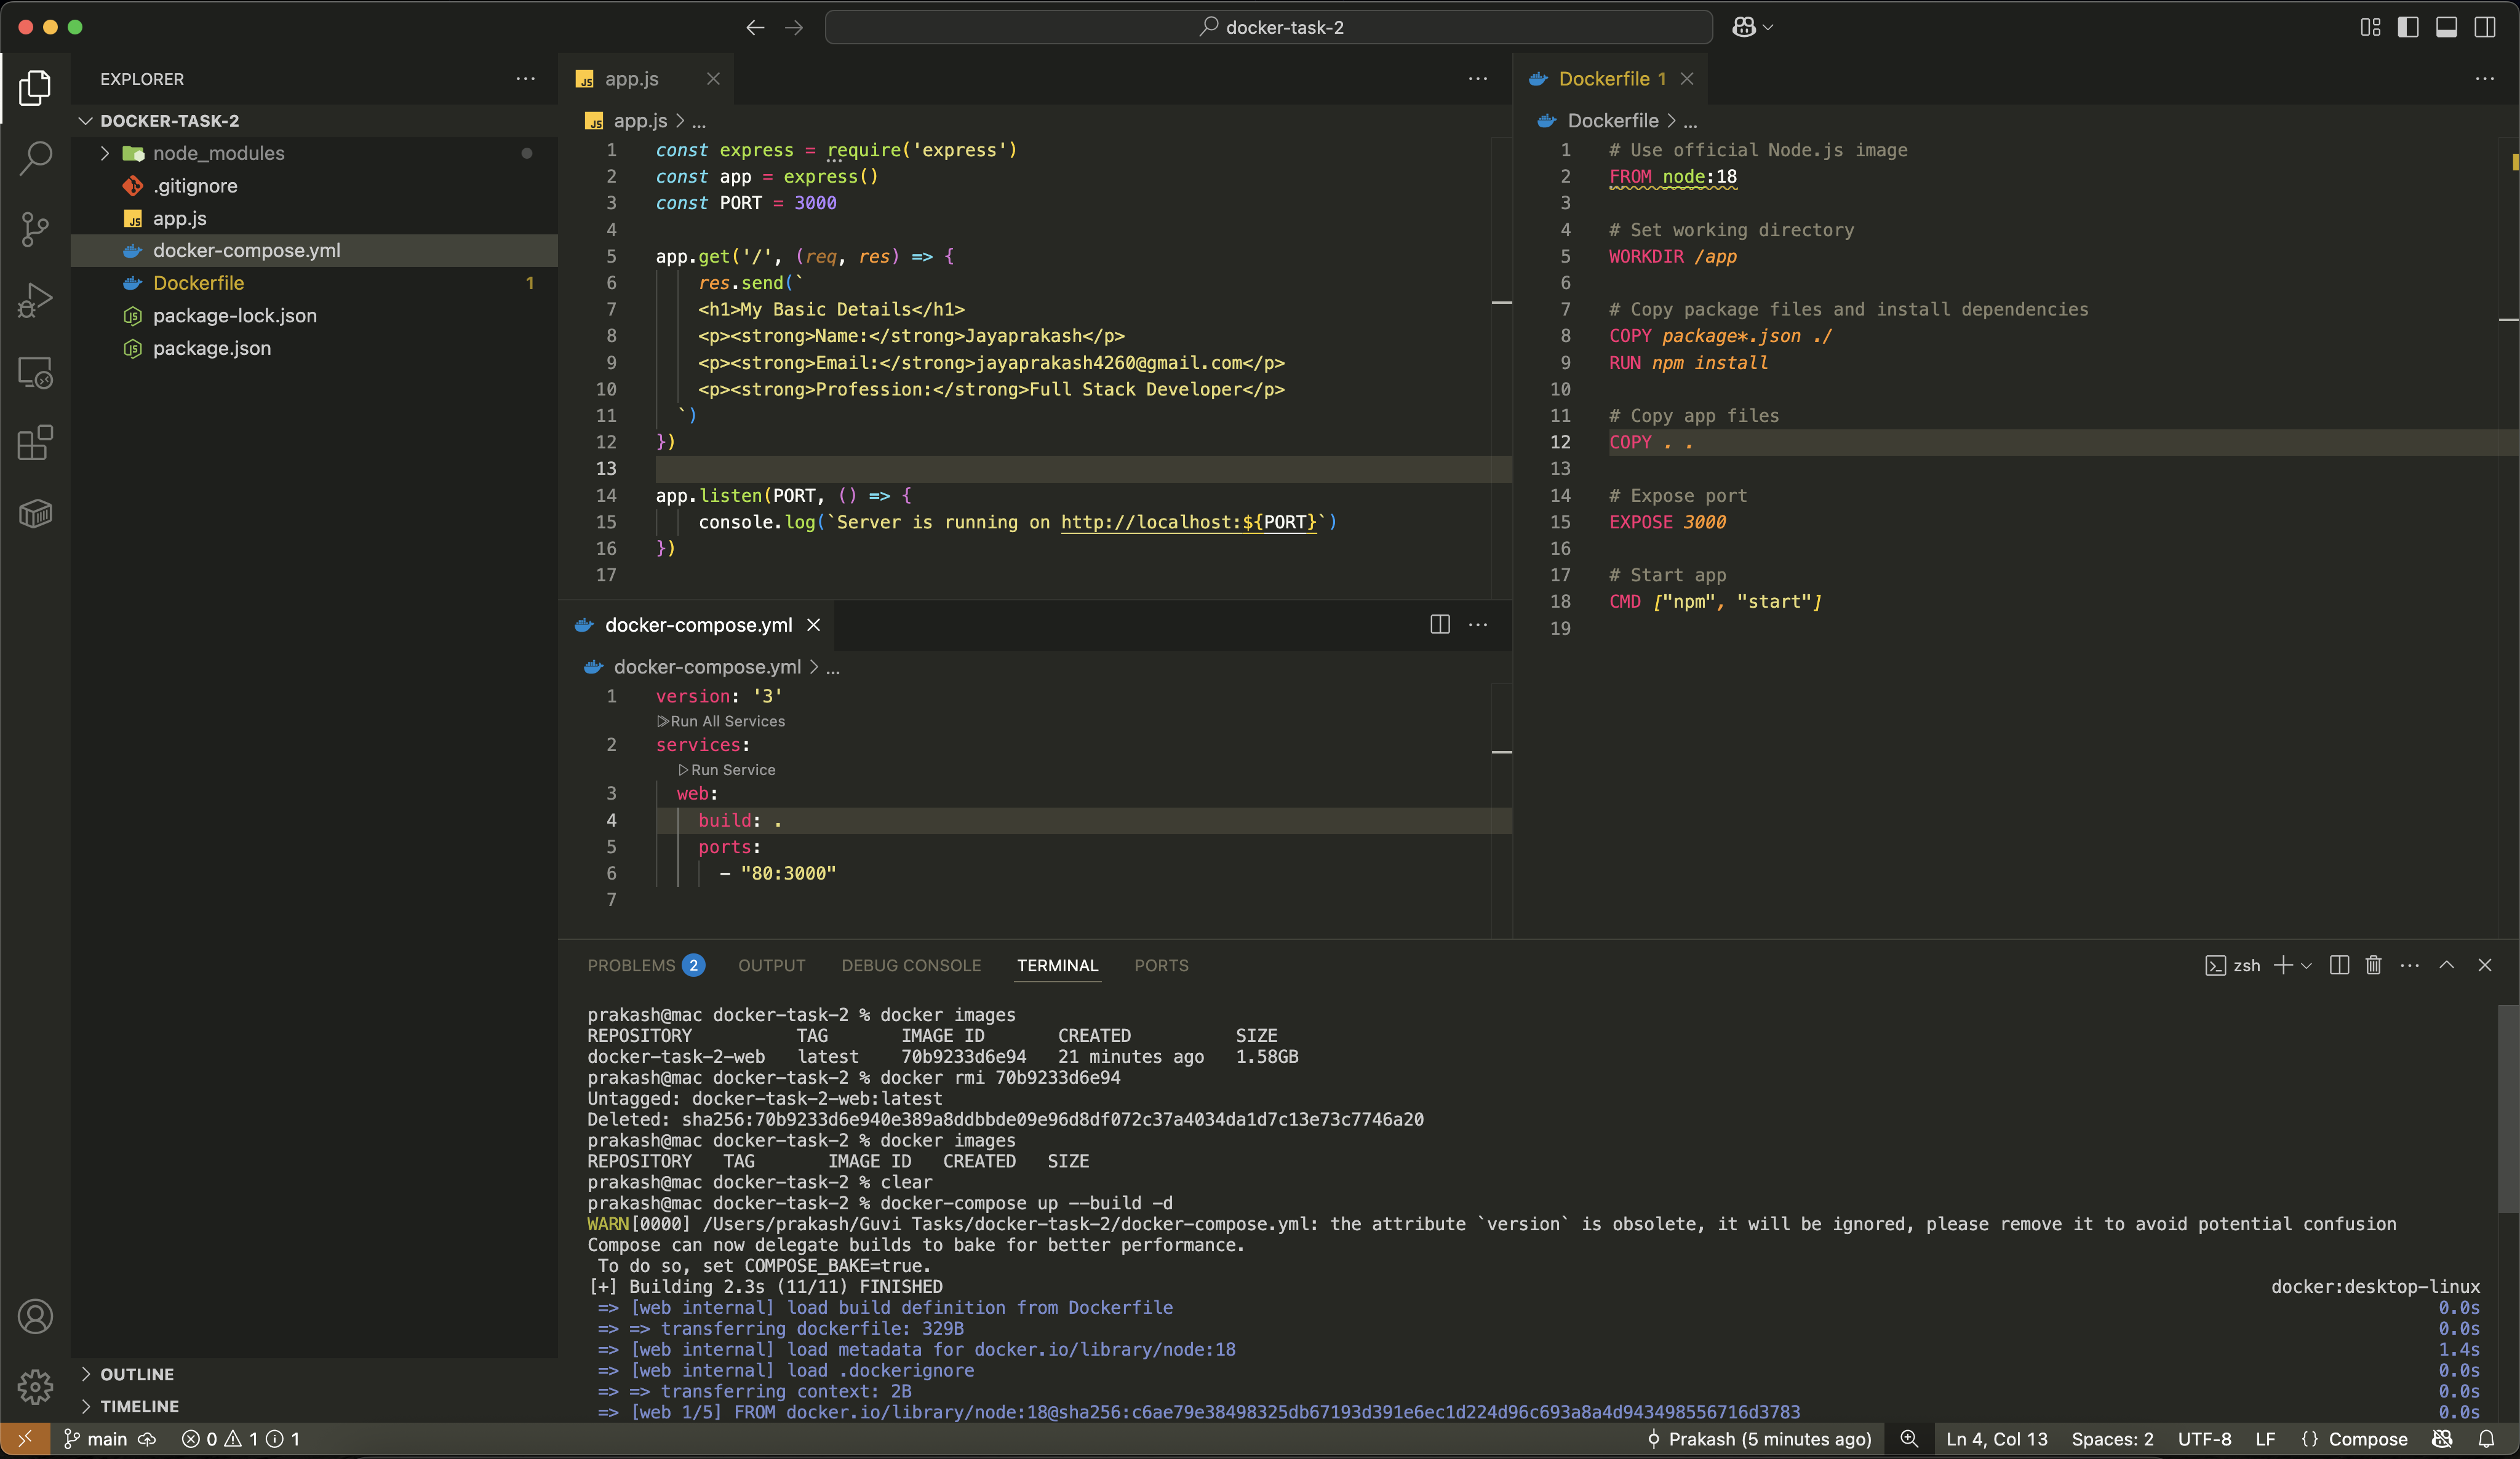 docker-task-2
EXPLORER
DOCKER-TASK-2
node_modules
.gitignore
app.js
docker-compose.yml
Dockerfile 1
package-lock.json
package.json
OUTLINE
TIMELINE
app.js
app.js > ...
1 const express = require('express')
2 const app = express()
3 const PORT = 3000
4
5 app.get('/', (req, res) => {
6 res.send(`
7 <h1>My Basic Details</h1>
8 <p><strong>Name:</strong>Jayaprakash</p>
9 <p><strong>Email:</strong>jayaprakash4260@gmail.com</p>
10 <p><strong>Profession:</strong>Full Stack Developer</p>
11 `)
12 })
13
14 app.listen(PORT, () => {
15 console.log(`Server is running on http://localhost:${PORT}`)
16 })
17
docker-compose.yml
docker-compose.yml > ...
1 version: '3'
Run All Services
2 services:
Run Service
3 web:
4 build: .
5 ports:
6 - "80:3000"
7
Dockerfile 1
Dockerfile > ...
1 # Use official Node.js image
2 FROM node:18
3
4 # Set working directory
5 WORKDIR /app
6
7 # Copy package files and install dependencies
8 COPY package*.json ./
9 RUN npm install
10
11 # Copy app files
12 COPY . .
13
14 # Expose port
15 EXPOSE 3000
16
17 # Start app
18 CMD ["npm", "start"]
19
PROBLEMS 2 OUTPUT DEBUG CONSOLE TERMINAL PORTS
zsh
prakash@mac docker-task-2 % docker images
REPOSITORY TAG IMAGE ID CREATED SIZE
docker-task-2-web latest 70b9233d6e94 21 minutes ago 1.58GB
prakash@mac docker-task-2 % docker rmi 70b9233d6e94
Untagged: docker-task-2-web:latest
Deleted: sha256:70b9233d6e940e389a8ddbbde09e96d8df072c37a4034da1d7c13e73c7746a20
prakash@mac docker-task-2 % docker images
REPOSITORY TAG IMAGE ID CREATED SIZE
prakash@mac docker-task-2 % clear
prakash@mac docker-task-2 % docker-compose up --build -d
WARN[0000] /Users/prakash/Guvi Tasks/docker-task-2/docker-compose.yml: the attribute `version` is obsolete, it will be ignored, please remove it to avoid potential confusion
Compose can now delegate builds to bake for better performance.
To do so, set COMPOSE_BAKE=true.
[+] Building 2.3s (11/11) FINISHED docker:desktop-linux
=> [web internal] load build definition from Dockerfile 0.0s
=> => transferring dockerfile: 329B 0.0s
=> [web internal] load metadata for docker.io/library/node:18 1.4s
=> [web internal] load .dockerignore 0.0s
=> => transferring context: 2B 0.0s
=> [web 1/5] FROM docker.io/library/node:18@sha256:c6ae79e38498325db67193d391e6ec1d224d96c693a8a4d943498556716d3783 0.0s
main 0 1 1 Prakash (5 minutes ago) Ln 4, Col 13 Spaces: 2 UTF-8 LF {} Compose